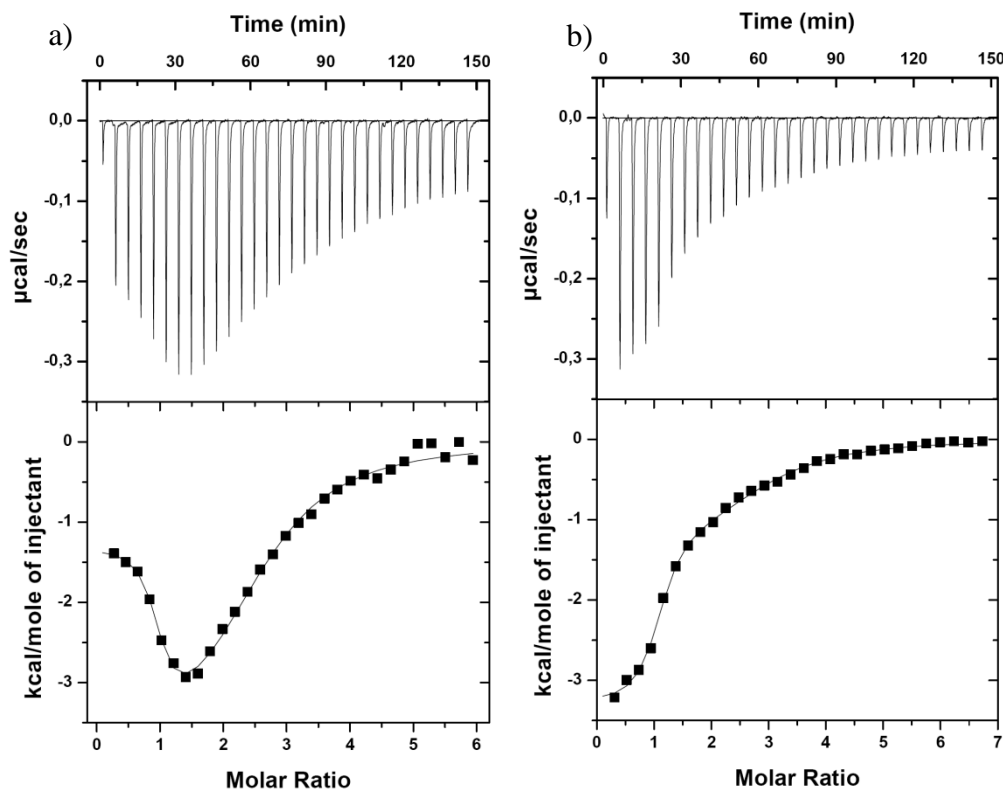 a)
Time (min)
0 30 60 90 120 150
0,0
-0,1
-0,2
-0,3
µcal/sec
0
-1
-2
-3
kcal/mole of injectant
0 1 2 3 4 5 6
Molar Ratio
b)
Time (min)
0 30 60 90 120 150
0,0
-0,1
-0,2
-0,3
µcal/sec
0
-1
-2
-3
kcal/mole of injectant
0 1 2 3 4 5 6 7
Molar Ratio